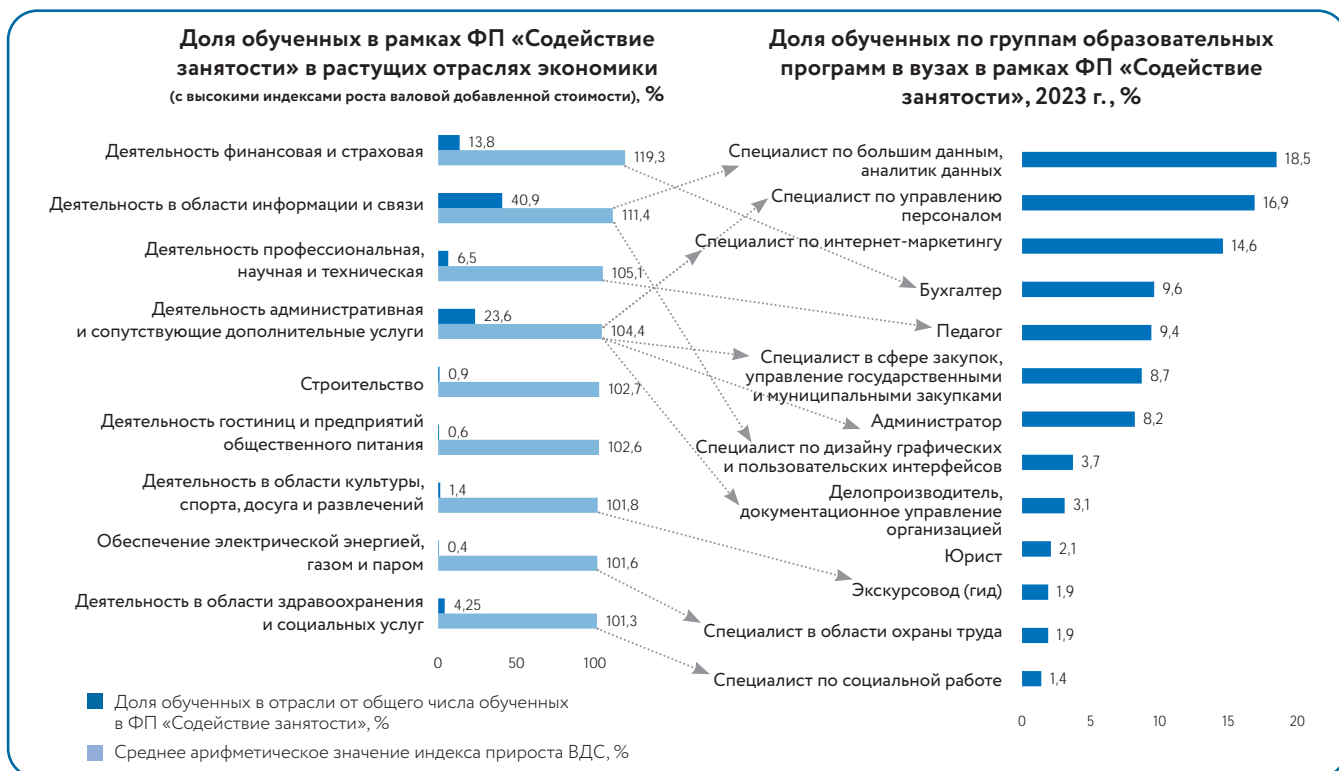 Доля обученных в рамках ФП «Содействие
занятости» в растущих отраслях экономики
(с высокими индексами роста валовой добавленной стоимости), %
Деятельность финансовая и страховая
13,8
119,3
Деятельность в области информации и связи
40,9
111,4
Деятельность профессиональная,
научная и техническая
6,5
105,1
Деятельность административная
и сопутствующие дополнительные услуги
23,6
104,4
Строительство
0,9
102,7
Деятельность гостиниц и предприятий
общественного питания
0,6
102,6
Деятельность в области культуры,
спорта, досуга и развлечений
1,4
101,8
Обеспечение электрической энергией,
газом и паром
0,4
101,6
Деятельность в области здравоохранения
и социальных услуг
4,25
101,3
0 50 100
Доля обученных в отрасли от общего числа обученных
в ФП «Содействие занятости», %
Среднее арифметическое значение индекса прироста ВДС, %
Доля обученных по группам образовательных
программ в вузах в рамках ФП «Содействие
занятости», 2023 г., %
Специалист по большим данным,
аналитик данных
18,5
Специалист по управлению
персоналом
16,9
Специалист по интернет-маркетингу
14,6
Бухгалтер
9,6
Педагог
9,4
Специалист в сфере закупок,
управление государственными
и муниципальными закупками
8,7
Администратор
8,2
Специалист по дизайну графических
и пользовательских интерфейсов
3,7
Делопроизводитель,
документационное управление
организацией
3,1
Юрист
2,1
Экскурсовод (гид)
1,9
Специалист в области охраны труда
1,9
Специалист по социальной работе
1,4
0 5 10 15 20